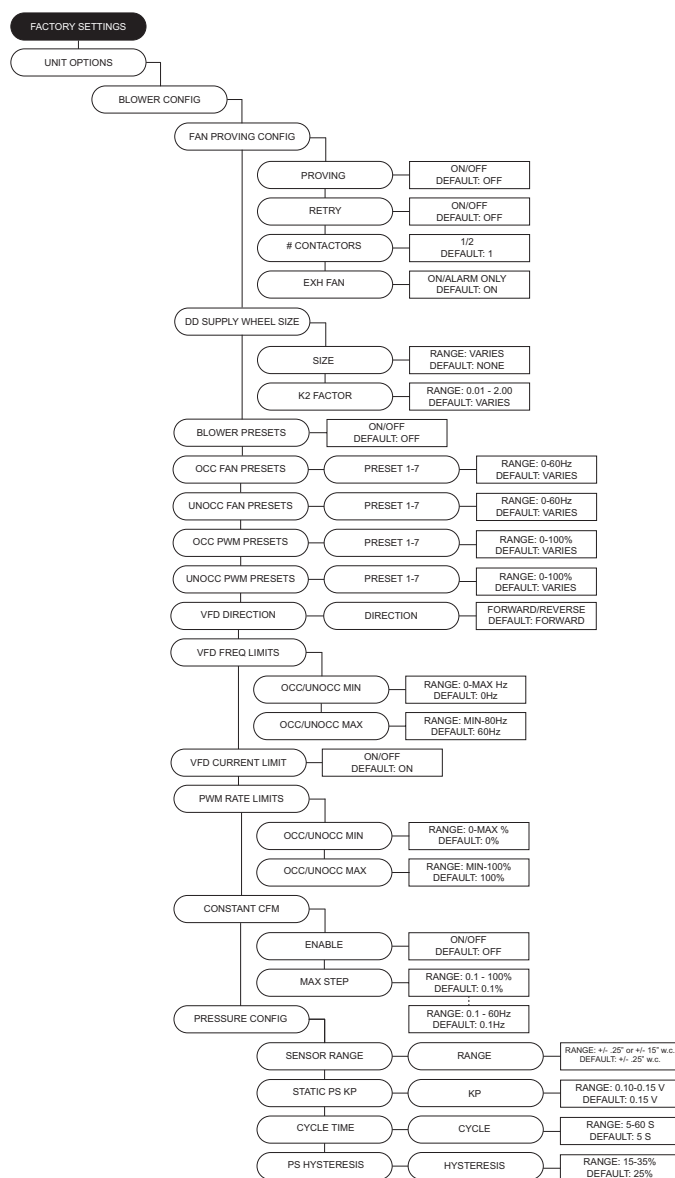 FACTORY SETTINGS
UNIT OPTIONS
BLOWER CONFIG
FAN PROVING CONFIG
PROVING
ON/OFF
DEFAULT: OFF
RETRY
ON/OFF
DEFAULT: OFF
# CONTACTORS
1/2
DEFAULT: 1
EXH FAN
ON/ALARM ONLY
DEFAULT: ON
DD SUPPLY WHEEL SIZE
SIZE
RANGE: VARIES
DEFAULT: NONE
K2 FACTOR
RANGE: 0.01 - 2.00
DEFAULT: VARIES
BLOWER PRESETS
ON/OFF
DEFAULT: OFF
OCC FAN PRESETS
PRESET 1-7
RANGE: 0-60Hz
DEFAULT: VARIES
UNOCC FAN PRESETS
PRESET 1-7
RANGE: 0-60Hz
DEFAULT: VARIES
OCC PWM PRESETS
PRESET 1-7
RANGE: 0-100%
DEFAULT: VARIES
UNOCC PWM PRESETS
PRESET 1-7
RANGE: 0-100%
DEFAULT: VARIES
VFD DIRECTION
DIRECTION
FORWARD/REVERSE
DEFAULT: FORWARD
VFD FREQ LIMITS
OCC/UNOCC MIN
RANGE: 0-MAX Hz
DEFAULT: 0Hz
OCC/UNOCC MAX
RANGE: MIN-80Hz
DEFAULT: 60Hz
VFD CURRENT LIMIT
ON/OFF
DEFAULT: ON
PWM RATE LIMITS
OCC/UNOCC MIN
RANGE: 0-MAX %
DEFAULT: 0%
OCC/UNOCC MAX
RANGE: MIN-100%
DEFAULT: 100%
CONSTANT CFM
ENABLE
ON/OFF
DEFAULT: OFF
MAX STEP
RANGE: 0.1 - 100%
DEFAULT: 0.1%
RANGE: 0.1 - 60Hz
DEFAULT: 0.1Hz
PRESSURE CONFIG
SENSOR RANGE
RANGE
RANGE: +/- .25" or +/- 15" w.c.
DEFAULT: +/- .25" w.c.
STATIC PS KP
KP
RANGE: 0.10-0.15 V
DEFAULT: 0.15 V
CYCLE TIME
CYCLE
RANGE: 5-60 S
DEFAULT: 5 S
PS HYSTERESIS
HYSTERESIS
RANGE: 15-35%
DEFAULT: 25%